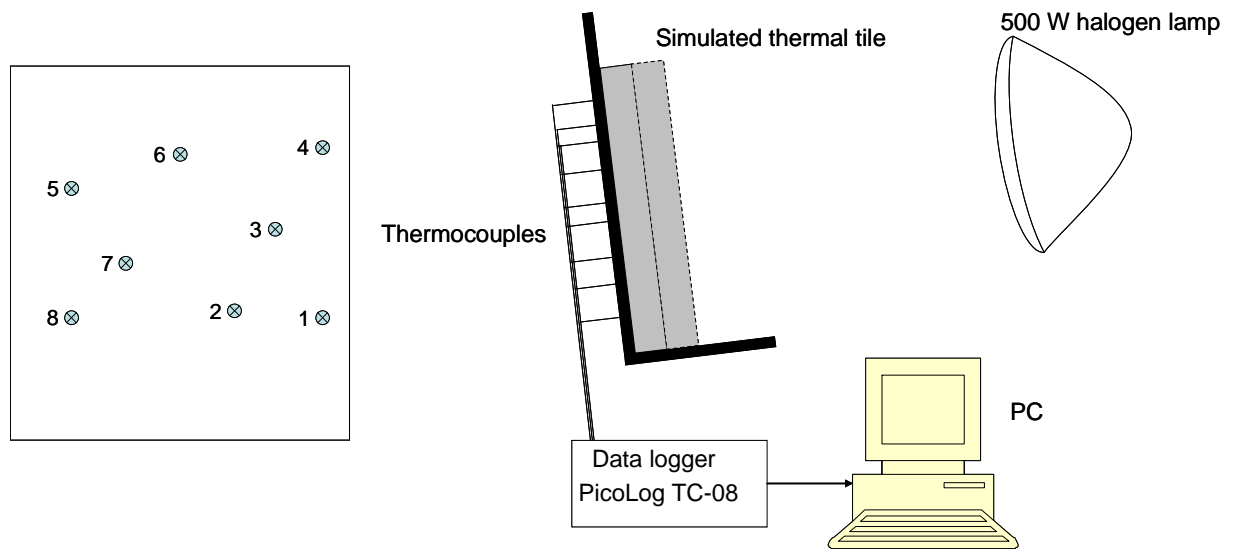 500 W halogen lamp
Simulated thermal tile
6
4
5
3
Thermocouples
7
8
2
1
PC
Data logger
PicoLog TC-08